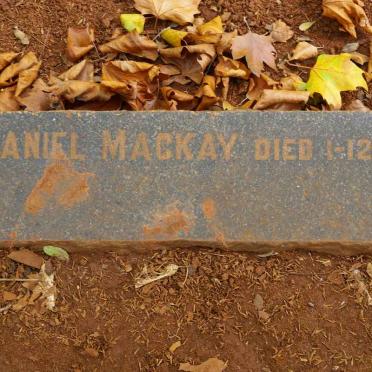 ANIEL MACKAY DIED 1-12